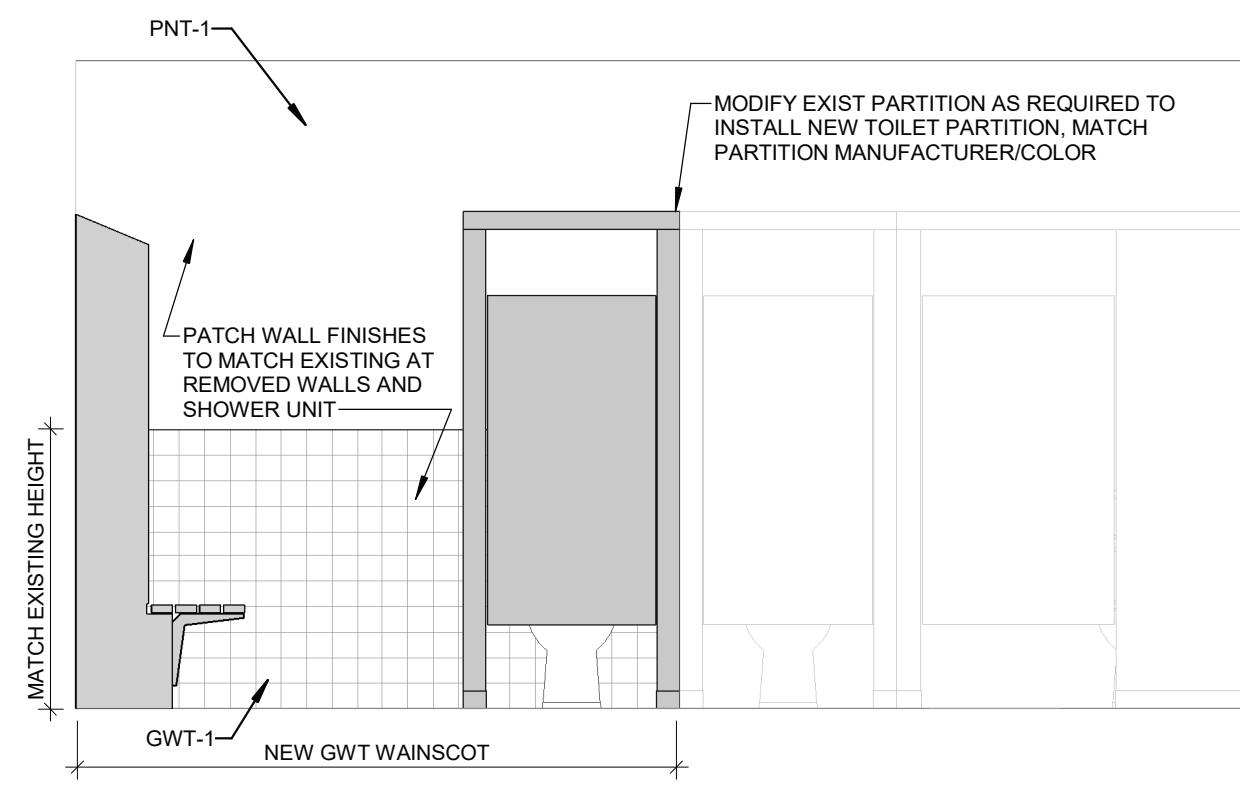 PNT-1
MODIFY EXIST PARTITION AS REQUIRED TO
INSTALL NEW TOILET PARTITION, MATCH
PARTITION MANUFACTURER/COLOR
PATCH WALL FINISHES
TO MATCH EXISTING AT
REMOVED WALLS AND
SHOWER UNIT
MATCH EXISTING HEIGHT
GWT-1
NEW GWT WAINSCOT